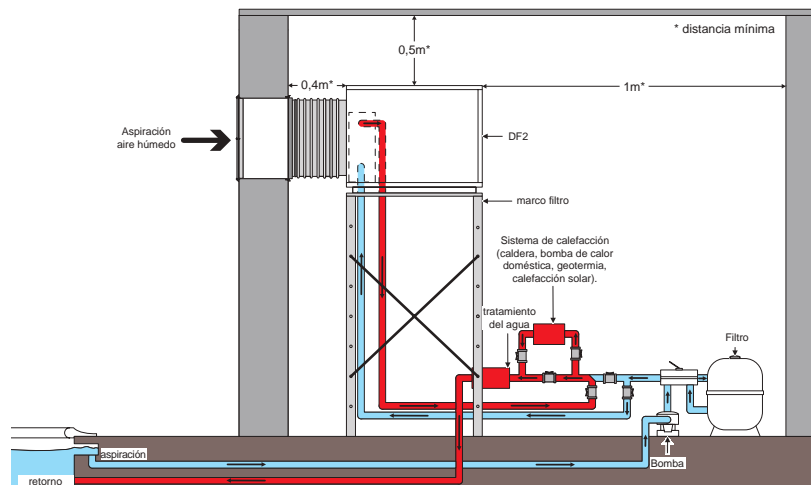 * distancia mínima
0,5m*
0,4m*
1m*
Aspiración
aire húmedo
DF2
marco filtro
Sistema de calefacción
(caldera, bomba de calor
doméstica, geotermia,
calefacción solar).
tratamiento
del agua
Filtro
aspiración
Bomba
retorno